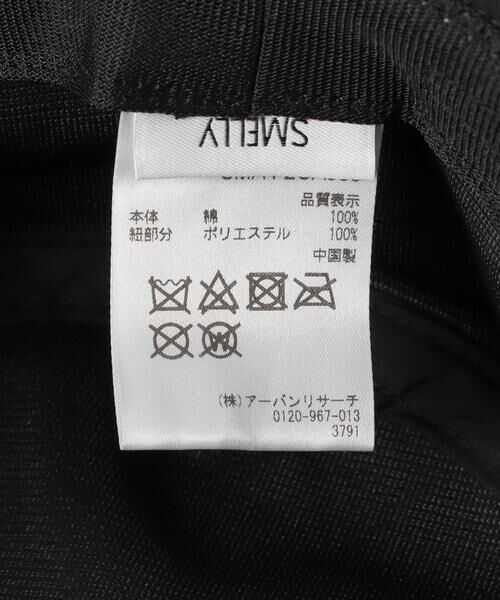 SMELLY
品質表示
本体 綿 100%
紐部分 ポリエステル 100%
中国製
W
(株)アーバンリサーチ
0120-967-013
3791